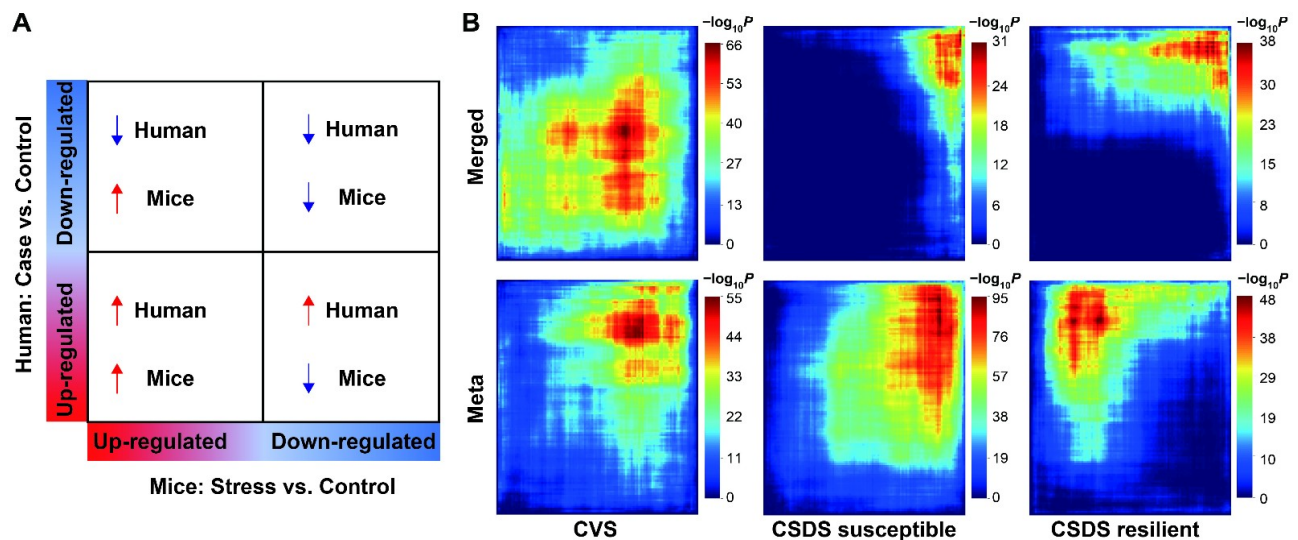 A
Human: Case vs. Control
Down-regulated
Up-regulated
Human
Mice
Human
Mice
Human
Mice
Human
Mice
Up-regulated
Down-regulated
Mice: Stress vs. Control
B
Merged
−log10P
66
53
40
27
13
0
−log10P
31
25
18
12
6
0
−log10P
38
30
23
15
8
0
Meta
−log10P
55
44
33
22
11
0
−log10P
95
76
57
38
19
0
−log10P
48
38
29
19
10
0
CVS
CSDS susceptible
CSDS resilient